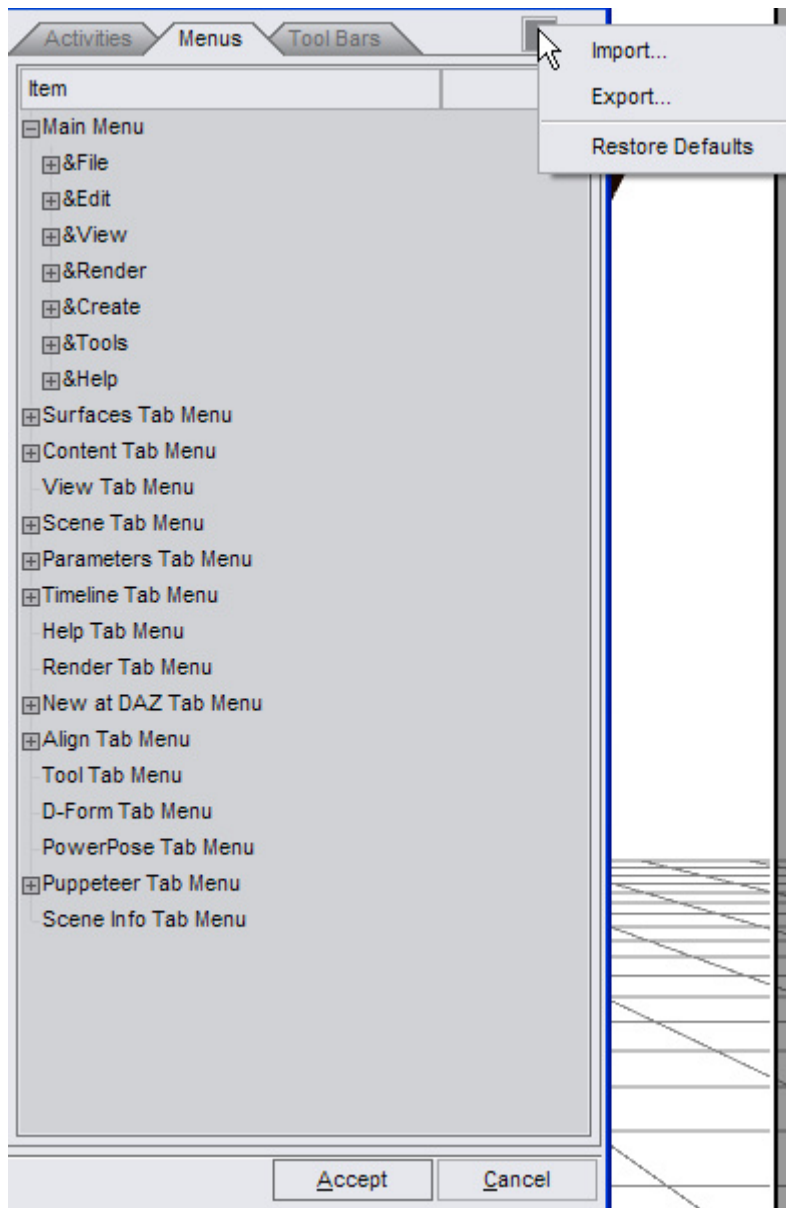 Activities Menus Tool Bars
Import...
Item
Export...
Main Menu
Restore Defaults
&File
&Edit
&View
&Render
&Create
&Tools
&Help
Surfaces Tab Menu
Content Tab Menu
View Tab Menu
Scene Tab Menu
Parameters Tab Menu
Timeline Tab Menu
Help Tab Menu
Render Tab Menu
New at DAZ Tab Menu
Align Tab Menu
Tool Tab Menu
D-Form Tab Menu
PowerPose Tab Menu
Puppeteer Tab Menu
Scene Info Tab Menu
Accept Cancel